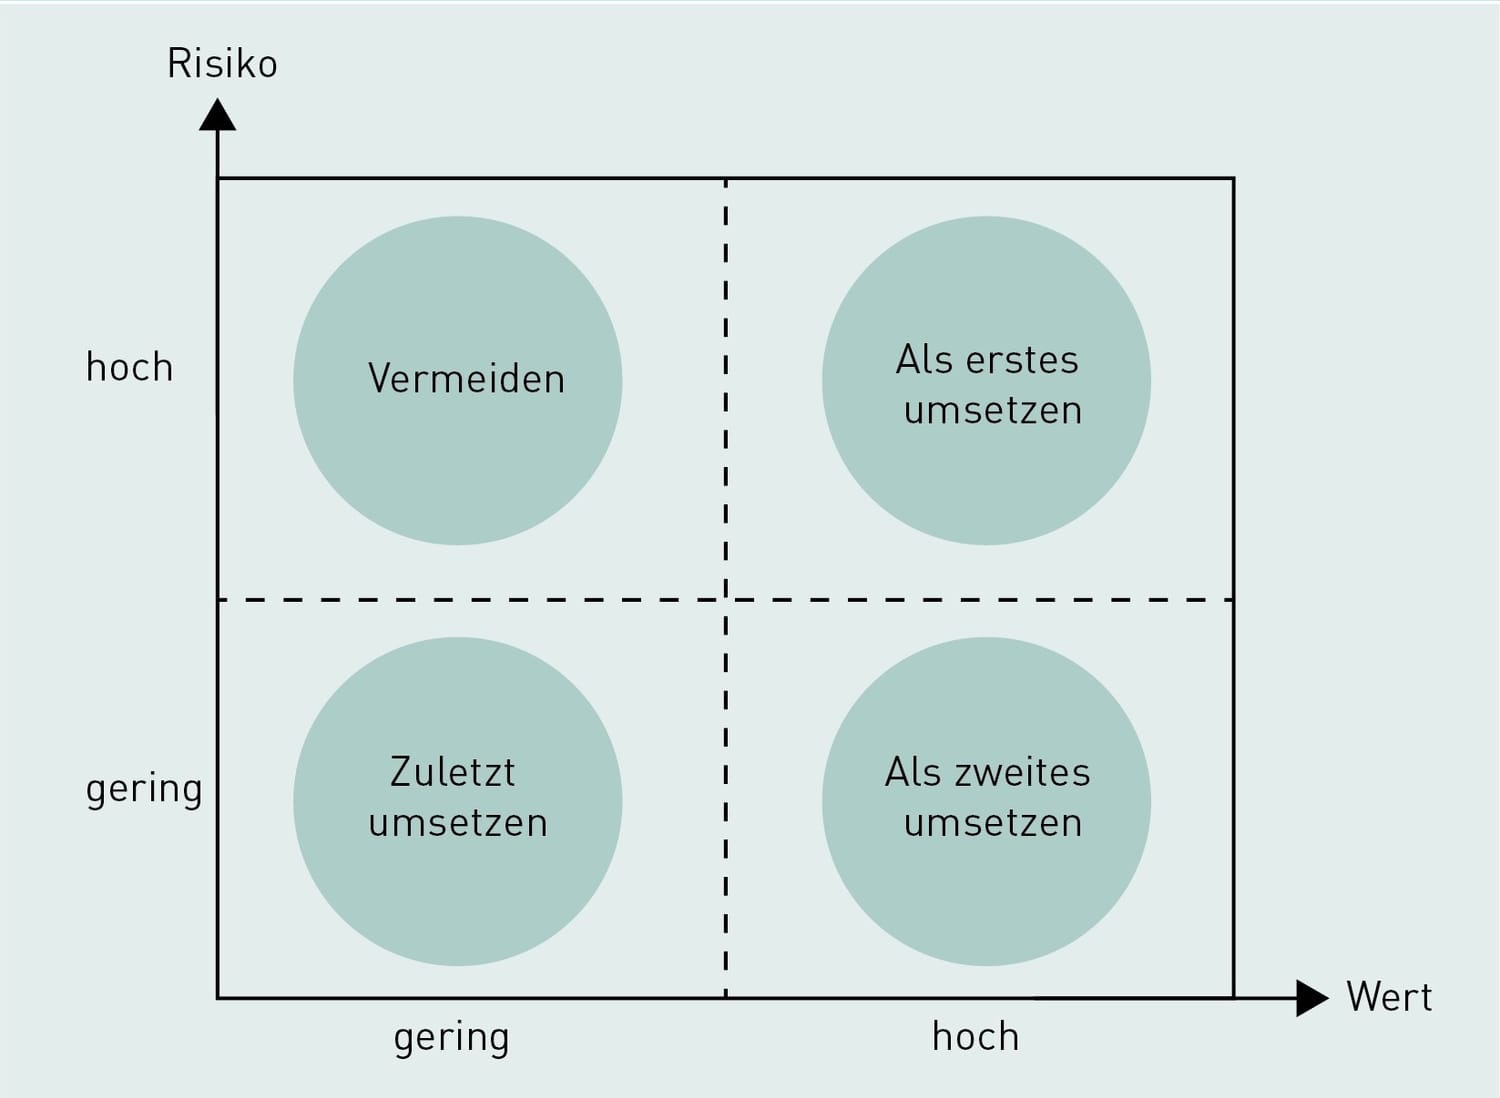 Risiko
hoch
Vermeiden
Als erstes
umsetzen
gering
Zuletzt
umsetzen
Als zweites
umsetzen
Wert
gering
hoch